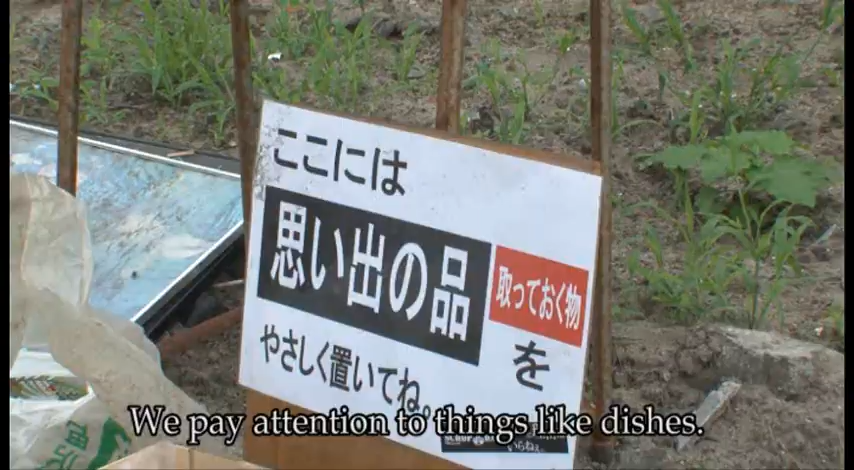 ここには
思い出の品
取っておく物
を
やさしく置いてね。
We pay attention to things like dishes.